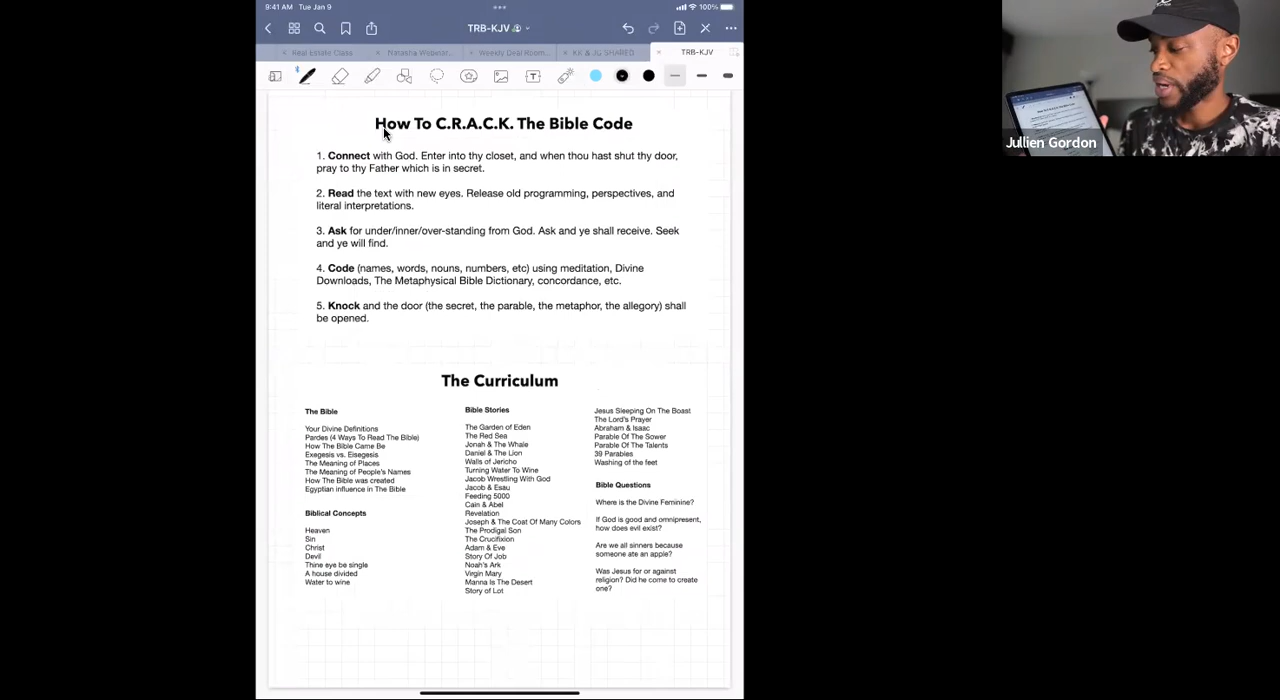 9:41 AM Tue Jan 9
100%
TRB-KJV
Real Estate Class
Weekly Deal Room...
KK & JG SHARED
TRB-KJV
How To C.R.A.C.K. The Bible Code
1. Connect with God. Enter into thy closet, and when thou hast shut thy door,
pray to thy Father which is in secret.
2. Read the text with new eyes. Release old programming, perspectives, and
literal interpretations.
3. Ask for under/inner/over-standing from God. Ask and ye shall receive. Seek
and ye will find.
4. Code (names, words, nouns, numbers, etc) using meditation, Divine
Downloads, The Metaphysical Bible Dictionary, concordance, etc.
5. Knock and the door (the secret, the parable, the metaphor, the allegory) shall
be opened.
The Curriculum
The Bible
Your Divine Definitions
Pardes (4 Ways To Read The Bible)
How The Bible Came Be
Exegesis vs. Eisegesis
The Meaning of Places
The Meaning of People's Names
How The Bible was created
Egyptian influence in The Bible
Biblical Concepts
Heaven
Sin
Christ
Devil
Thine eye be single
A house divided
Water to wine
Bible Stories
The Garden of Eden
The Red Sea
Jonah & The Whale
Daniel & The Lion
Walls of Jericho
Turning Water To Wine
Jacob Wrestling With God
Jacob & Esau
Feeding 5000
Cain & Abel
Revelation
Joseph & The Coat Of Many Colors
The Prodigal Son
The Crucifixion
Adam & Eve
Story Of Job
Noah's Ark
Virgin Mary
Manna Is The Desert
Story of Lot
Jesus Sleeping On The Boast
The Lord's Prayer
Abraham & Isaac
Parable Of The Sower
Parable Of The Talents
39 Parables
Washing of the feet
Bible Questions
Where is the Divine Feminine?
If God is good and omnipresent,
how does evil exist?
Are we all sinners because
someone ate an apple?
Was Jesus for or against
religion? Did he come to create
one?
Jullien Gordon